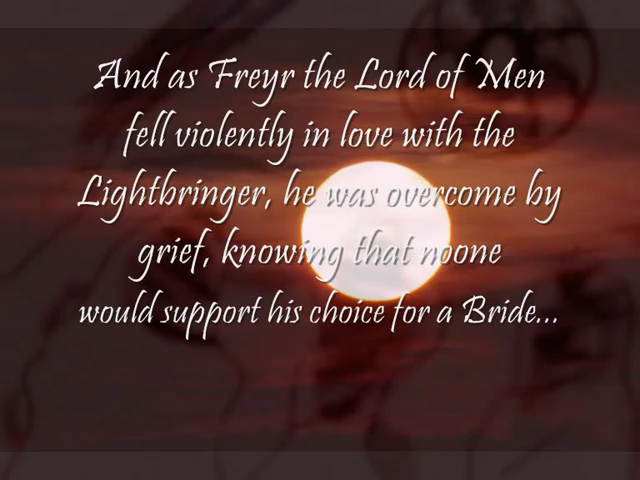 And as Freyr the Lord of Men
fell violently in love with the
Lightbringer, he was overcome by
grief, knowing that noone
would support his choice for a Bride...